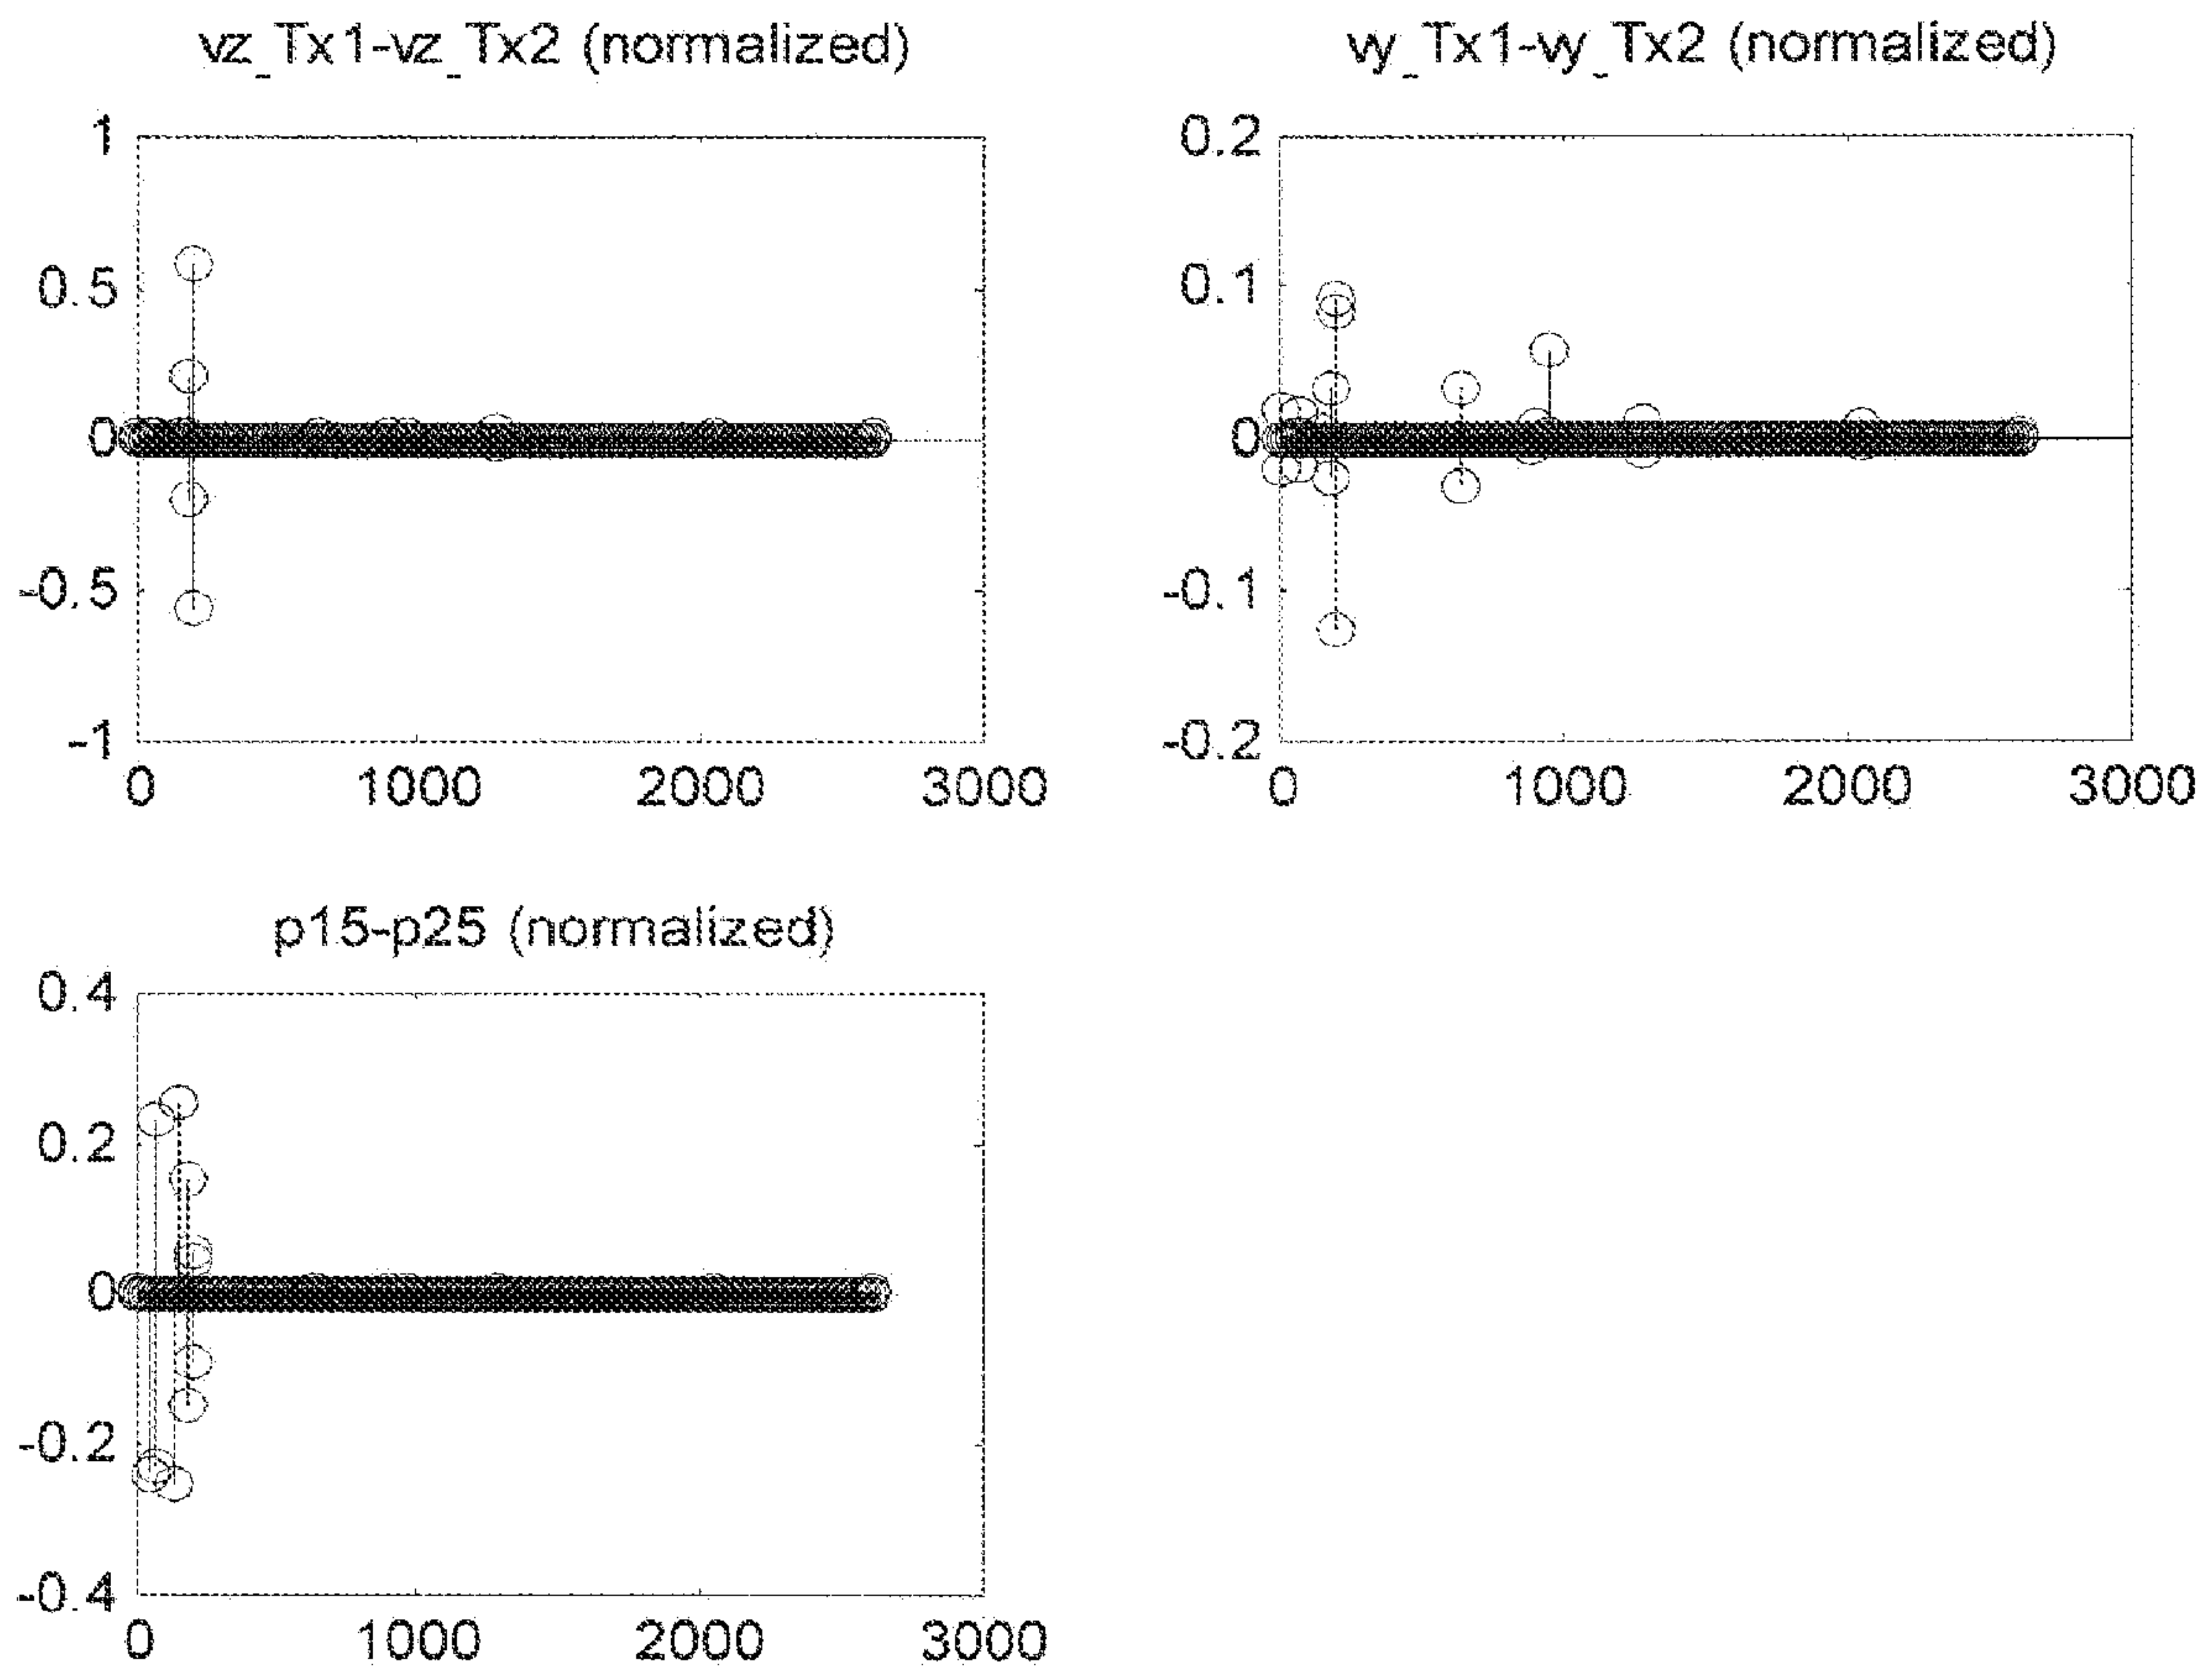 vz_Tx1-vz_Tx2 (normalized)
1
0.5
0
-0.5
-1
0 1000 2000 3000
vy_Tx1-vy_Tx2 (normalized)
0.2
0.1
0
-0.1
-0.2
0 1000 2000 3000
p15-p25 (normalized)
0.4
0.2
0
-0.2
-0.4
0 1000 2000 3000